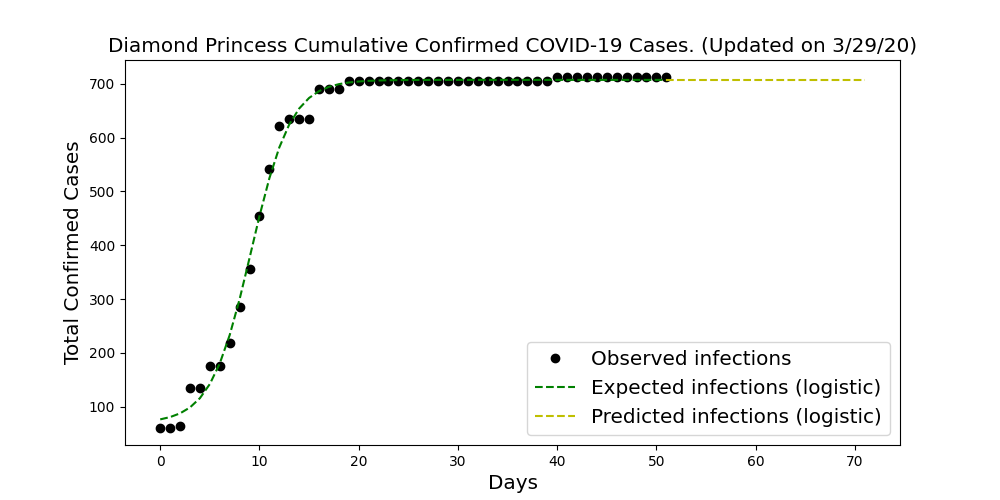 Diamond Princess Cumulative Confirmed COVID-19 Cases. (Updated on 3/29/20)
Total Confirmed Cases
700
600
500
400
300
200
100
Observed infections
Expected infections (logistic)
Predicted infections (logistic)
0 10 20 30 40 50 60 70
Days